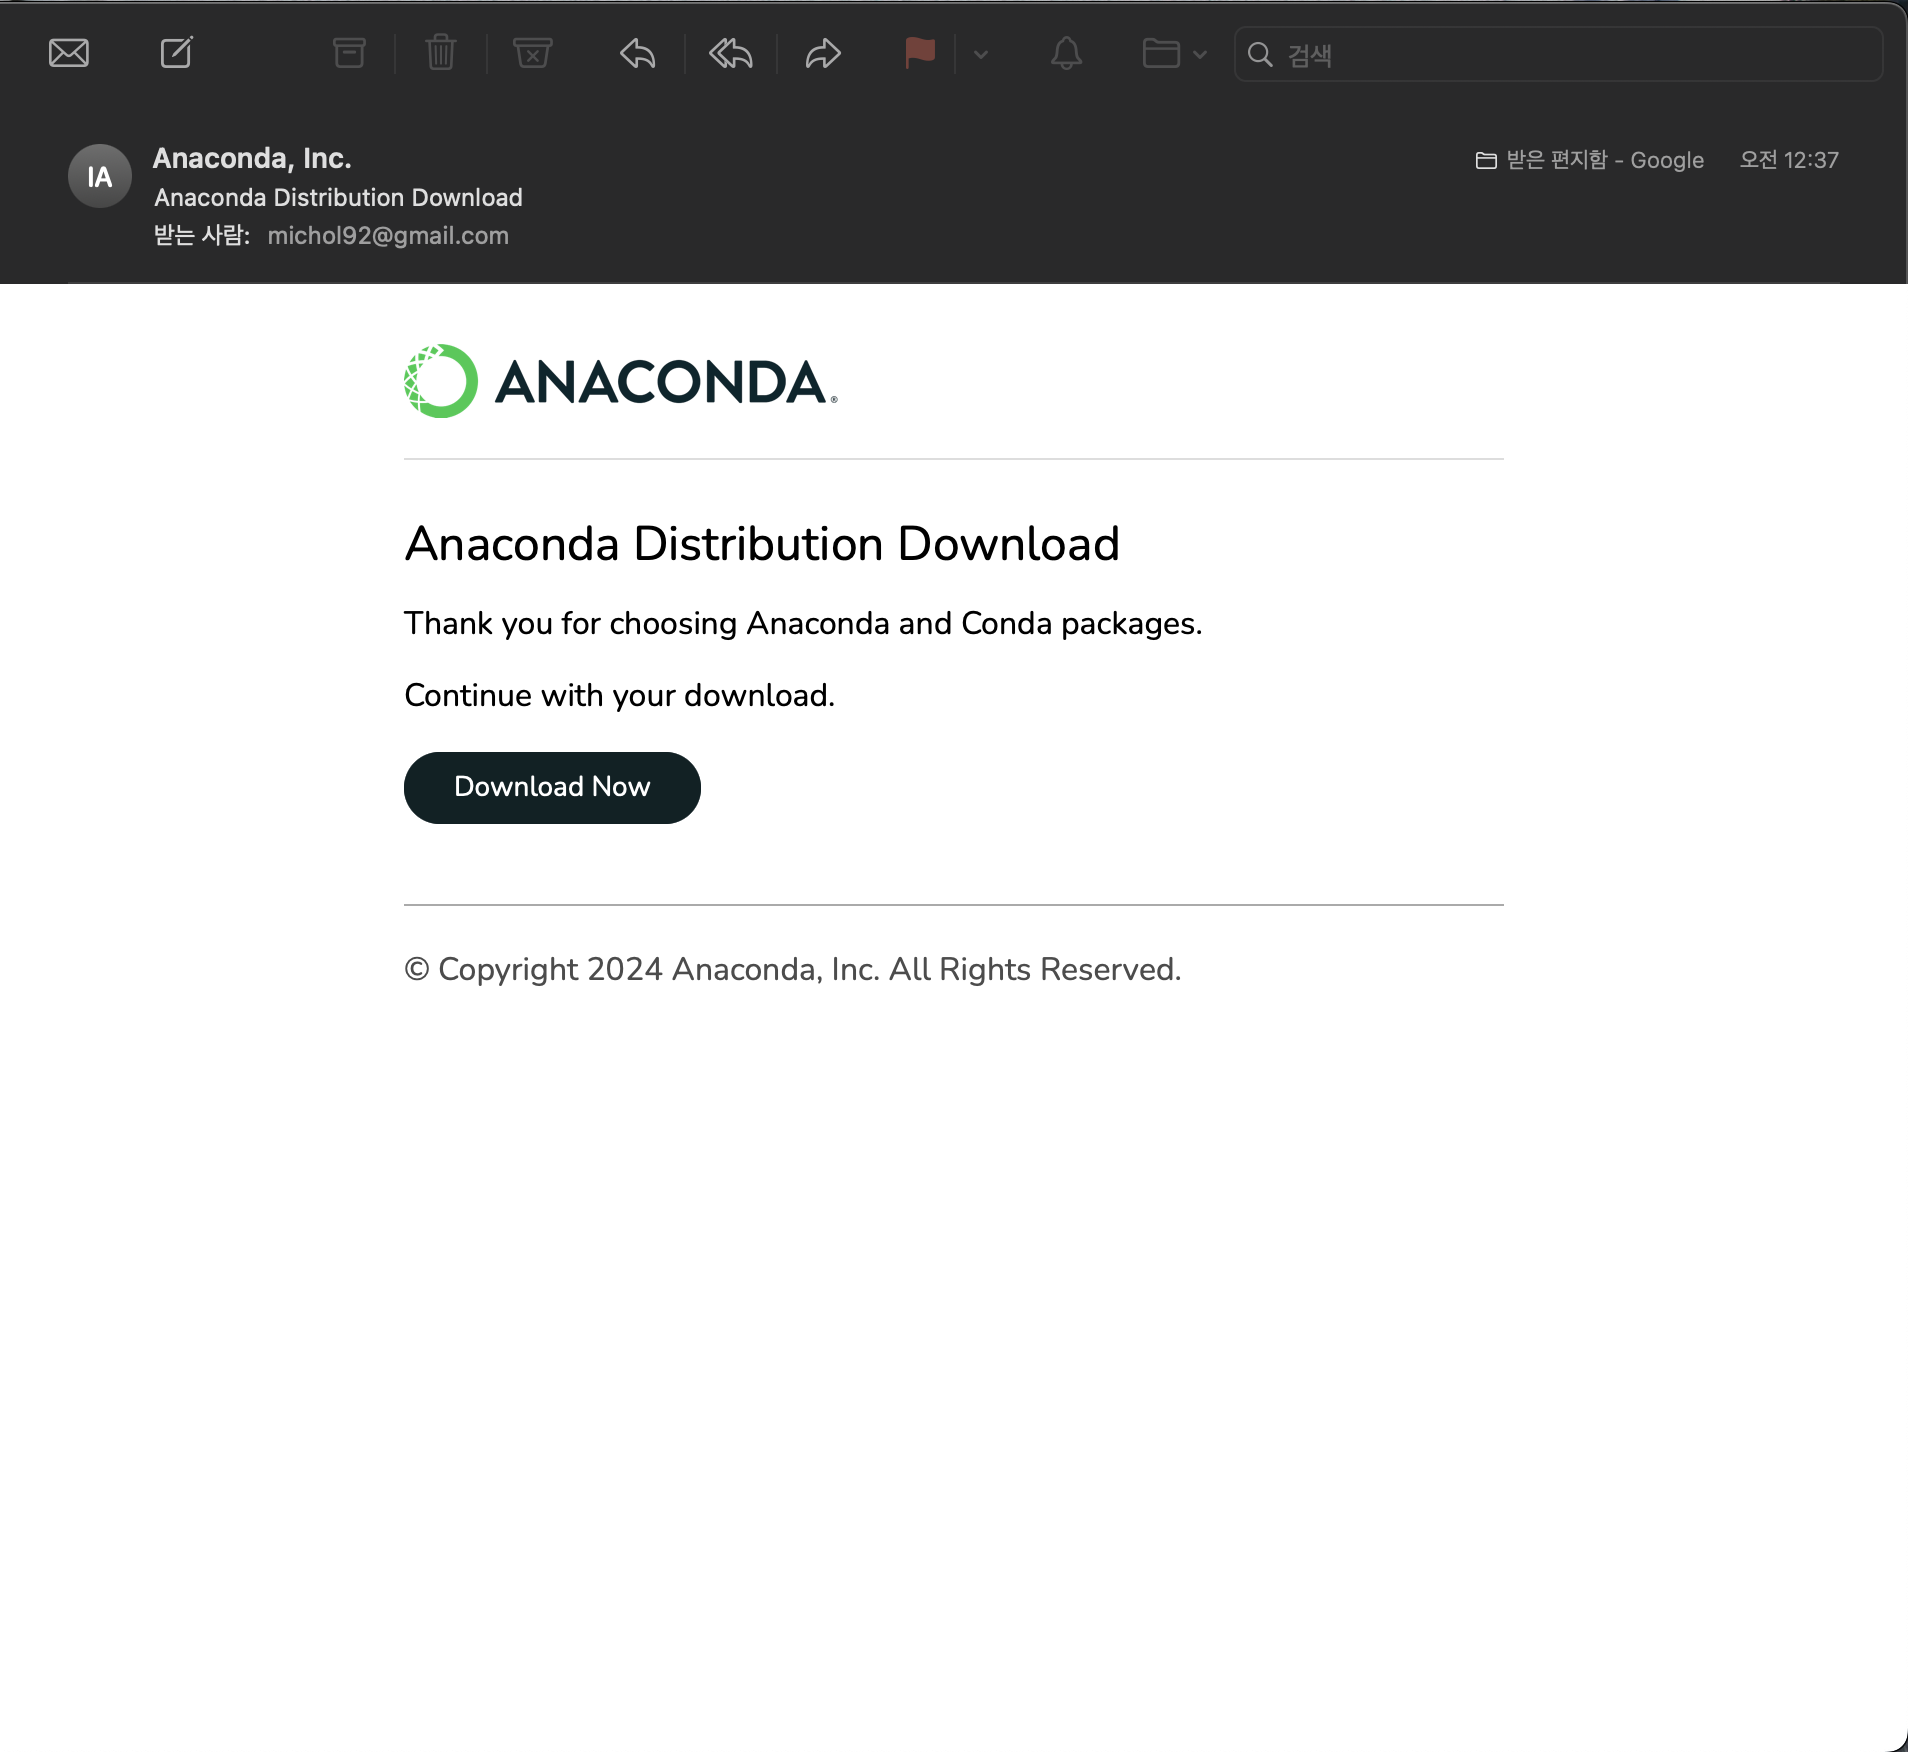 검색
IA
Anaconda, Inc.
받은 편지함 - Google 오전 12:37
Anaconda Distribution Download
받는 사람: michol92@gmail.com
ANACONDA®
Anaconda Distribution Download
Thank you for choosing Anaconda and Conda packages.
Continue with your download.
Download Now
© Copyright 2024 Anaconda, Inc. All Rights Reserved.